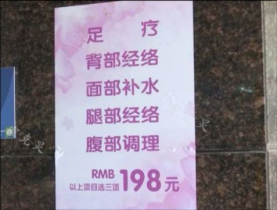 足 疗
背部经络
面部补水
腿部经络
腹部调理
RMB
以上项目选三项 198元